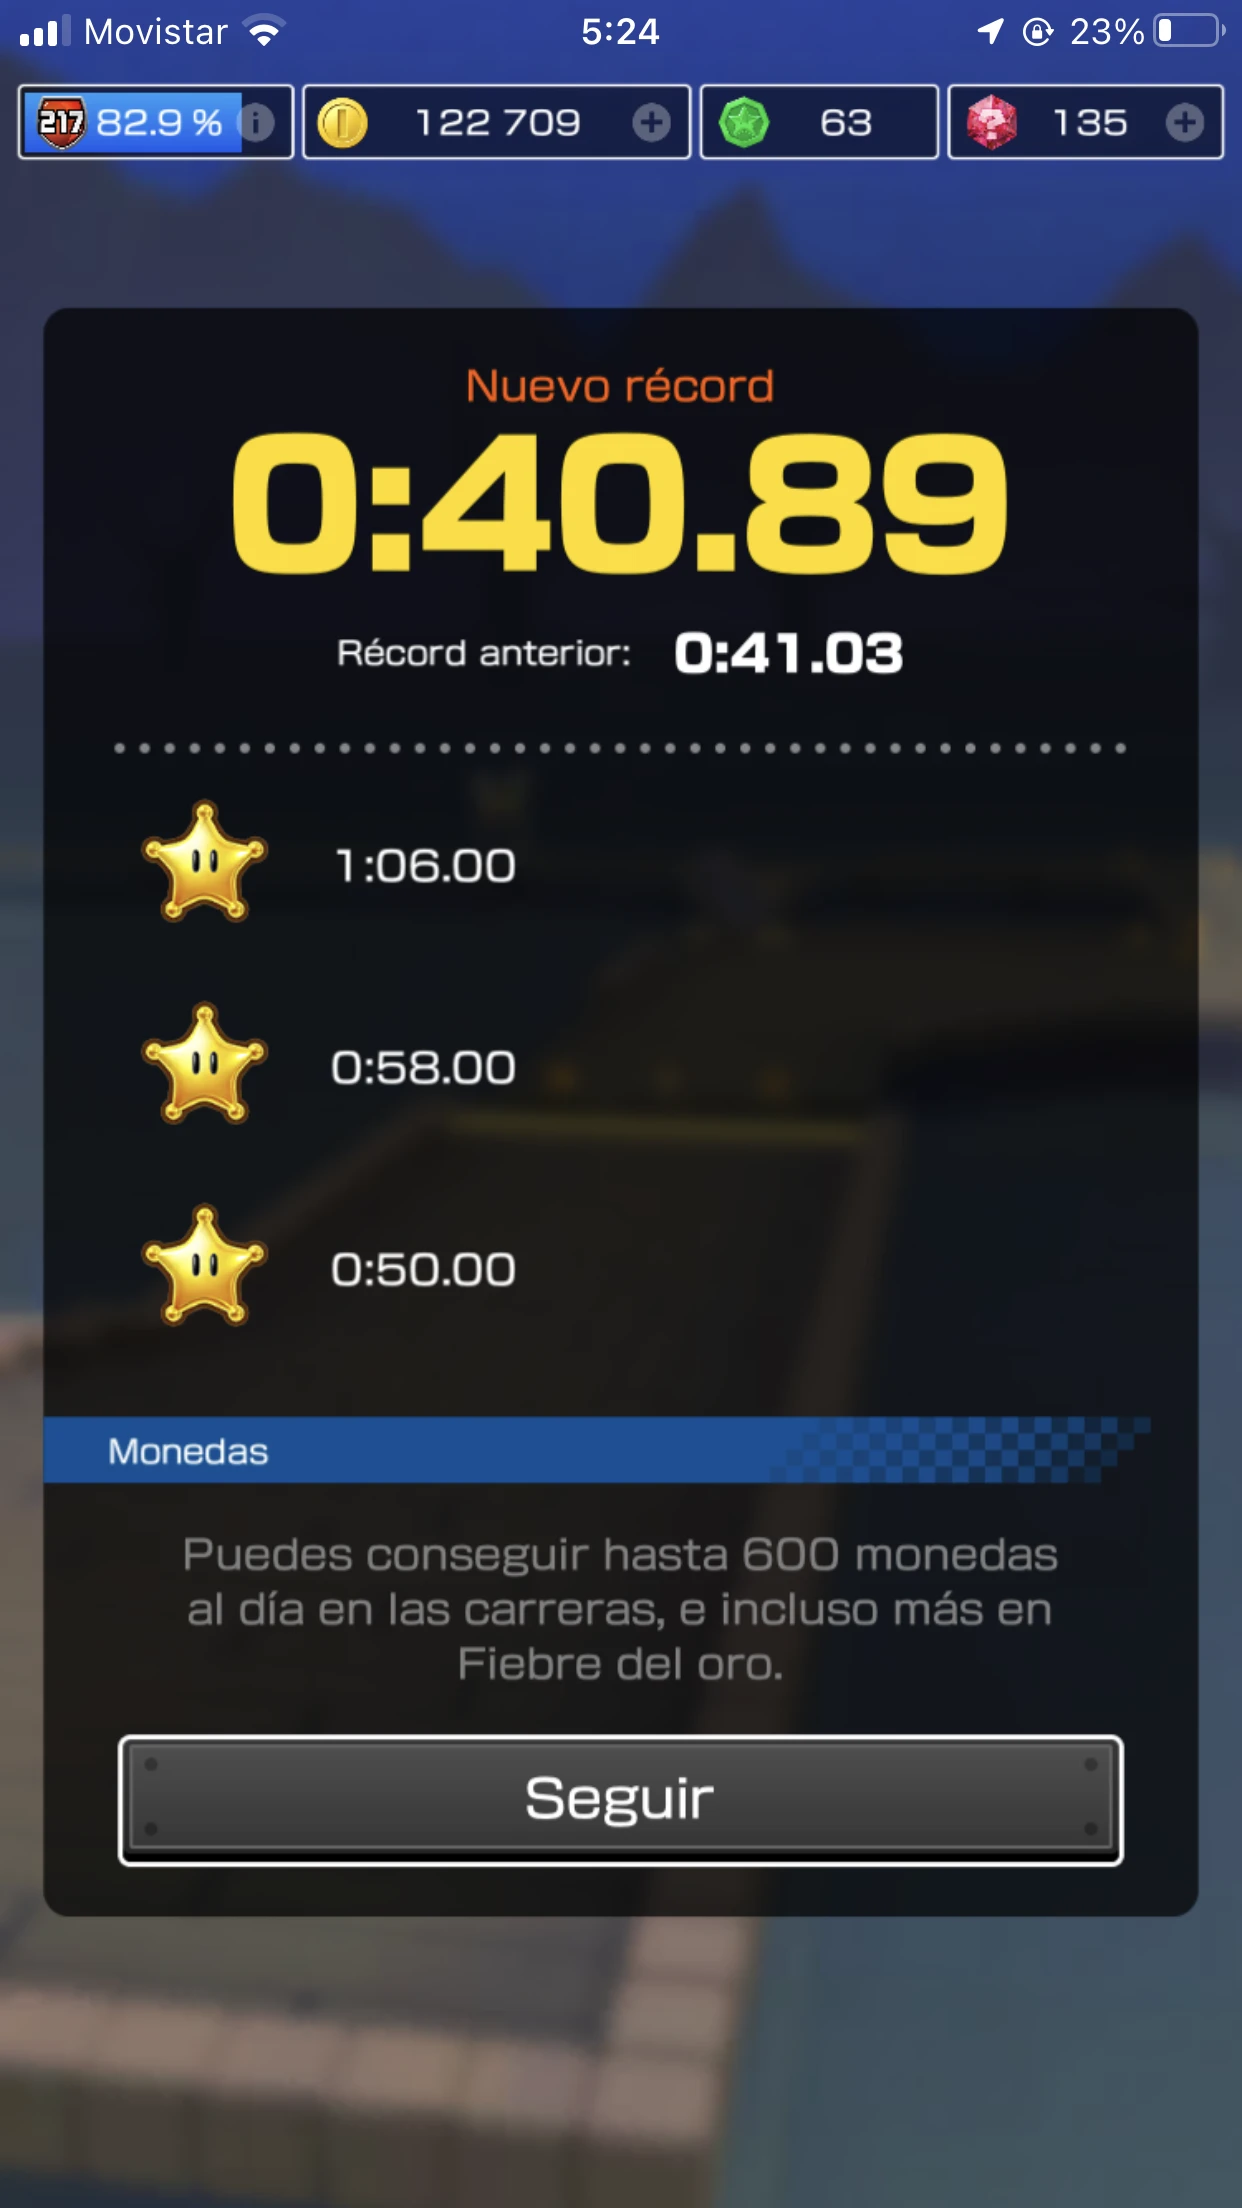 Movistar 5:24 23%
217 82.9 % i 122 709 + 63 ? 135 +
Nuevo récord
0:40.89
Récord anterior: 0:41.03
1:06.00
0:58.00
0:50.00
Monedas
Puedes conseguir hasta 600 monedas
al día en las carreras, e incluso más en
Fiebre del oro.
Seguir